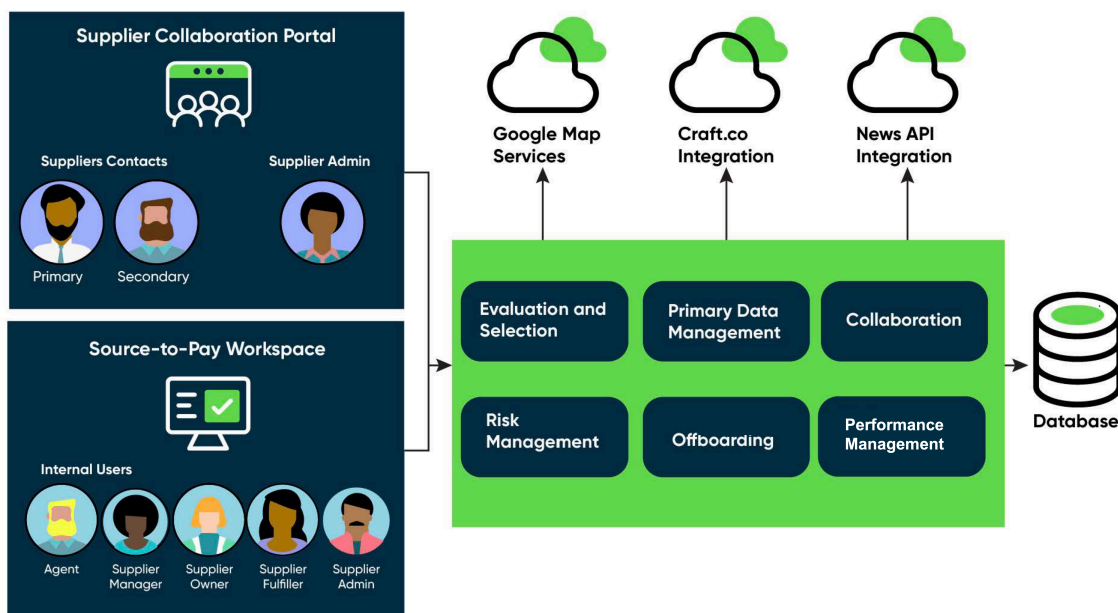 Supplier Collaboration Portal
Suppliers Contacts
Supplier Admin
Primary
Secondary
Source-to-Pay Workspace
Internal Users
Agent
Supplier
Manager
Supplier
Owner
Supplier
Fulfiller
Supplier
Admin
Google Map
Services
Craft.co
Integration
News API
Integration
Evaluation and
Selection
Primary Data
Management
Collaboration
Risk
Management
Offboarding
Performance
Management
Database